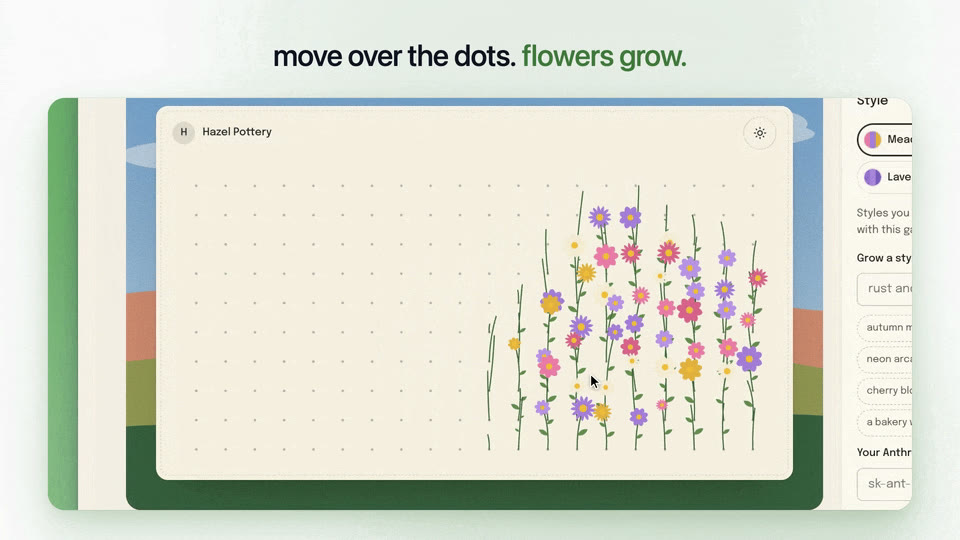 move over the dots. flowers grow.
H Hazel Pottery
Style
Mea
Lave
Styles you
with this ga
Grow a sty
rust and
autumn m
neon arca
cherry blo
a bakery w
Your Anthr
sk-ant-